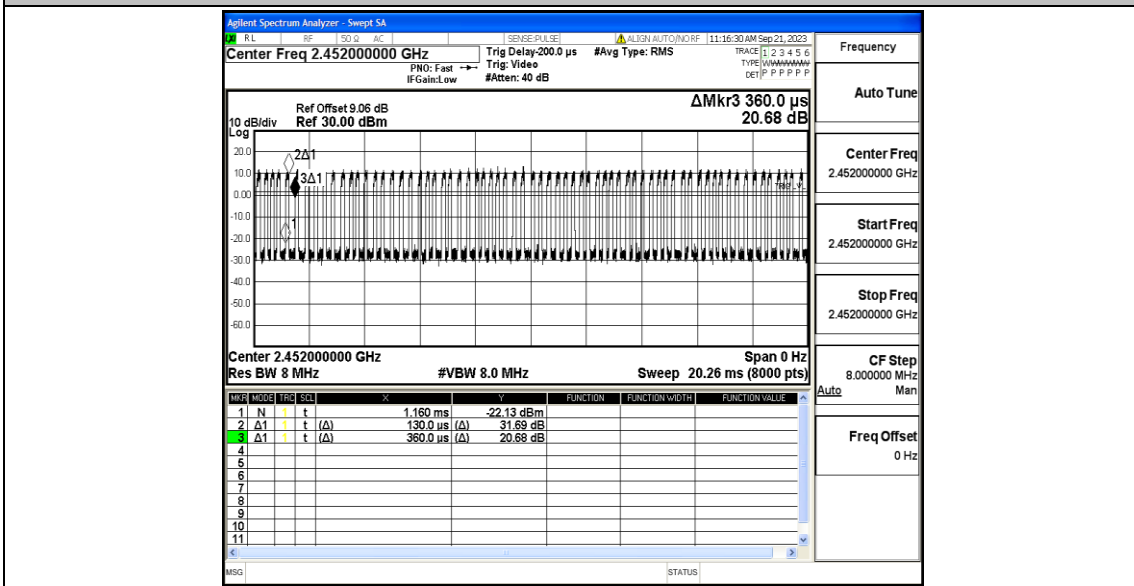 Agilent Spectrum Analyzer - Swept SA
RL RF 50 Ω AC SENSE:PULSE ALIGN AUTO/NO RF 11:16:30 AM Sep 21, 2023
Center Freq 2.452000000 GHz
PNO: Fast
IFGain:Low
Trig Delay-200.0 µs
Trig: Video
#Atten: 40 dB
#Avg Type: RMS
TRACE 1 2 3 4 5 6
TYPE
DET P P P P P P
Ref Offset 9.06 dB
10 dB/div Ref 30.00 dBm
Log
ΔMkr3 360.0 µs
20.68 dB
20.0
10.0
0.00
-10.0
-20.0
-30.0
-40.0
-50.0
-60.0
2Δ1
3Δ1
1
Center 2.452000000 GHz Span 0 Hz
Res BW 8 MHz #VBW 8.0 MHz Sweep 20.26 ms (8000 pts)
MKR MODE TRC SCL X Y FUNCTION FUNCTION WIDTH FUNCTION VALUE
1 N 1 t 1.160 ms -22.13 dBm
2 Δ1 1 t (Δ) 130.0 µs (Δ) 31.69 dB
3 Δ1 1 t (Δ) 360.0 µs (Δ) 20.68 dB
4
5
6
7
8
9
10
11
MSG STATUS
Frequency
Auto Tune
Center Freq
2.452000000 GHz
Start Freq
2.452000000 GHz
Stop Freq
2.452000000 GHz
CF Step
8.000000 MHz
Auto Man
Freq Offset
0 Hz